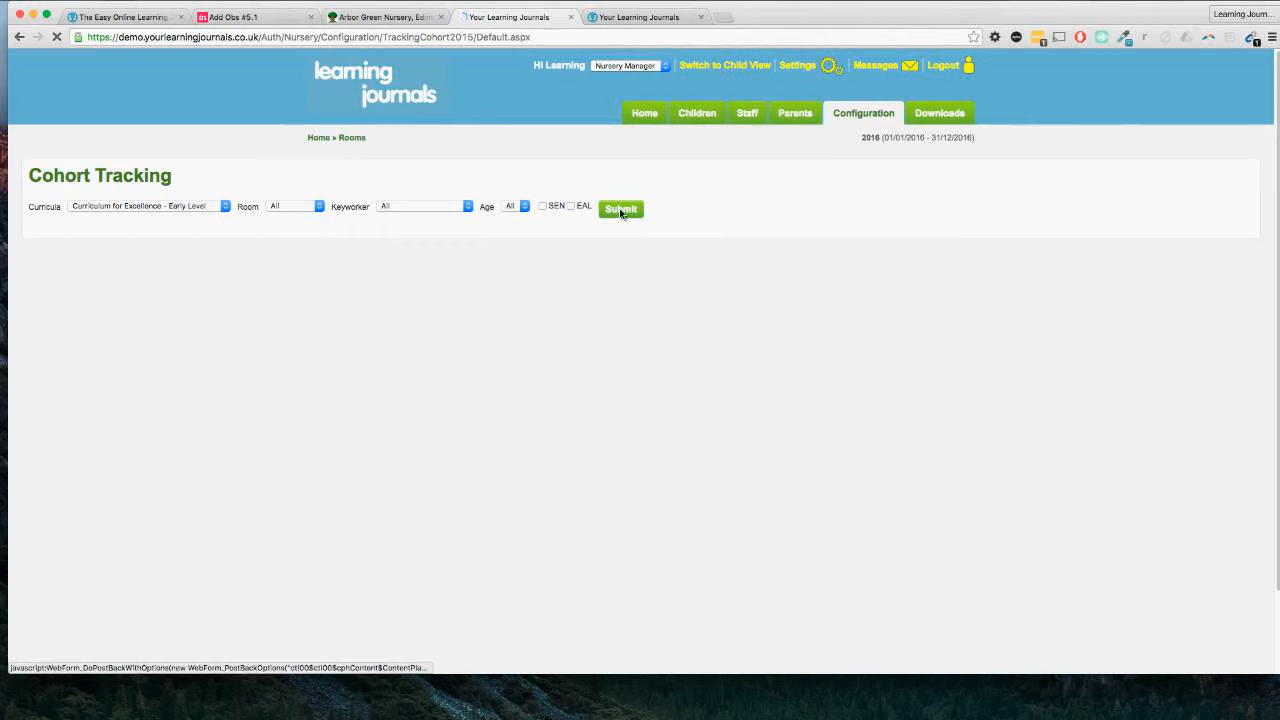 The Easy Online Learning
Add Obs #5.1
Arbor Green Nursery, Edin
Your Learning Journals
Your Learning Journals
Learning Journ...
https://demo.yourlearningjournals.co.uk/Auth/Nursery/Configuration/TrackingCohort2015/Default.aspx
learning
journals
Hi Learning Nursery Manager Switch to Child View Settings Messages Logout
Home Children Staff Parents Configuration Downloads
Home » Rooms 2016 (01/01/2016 - 31/12/2016)
Cohort Tracking
Curricula Curriculum for Excellence - Early Level Room All Keyworker All Age All SEN EAL Submit
javascript:WebForm_DoPostBackWithOptions(new WebForm_PostBackOptions("ctl00$ctl00$cphContent$ContentPla...